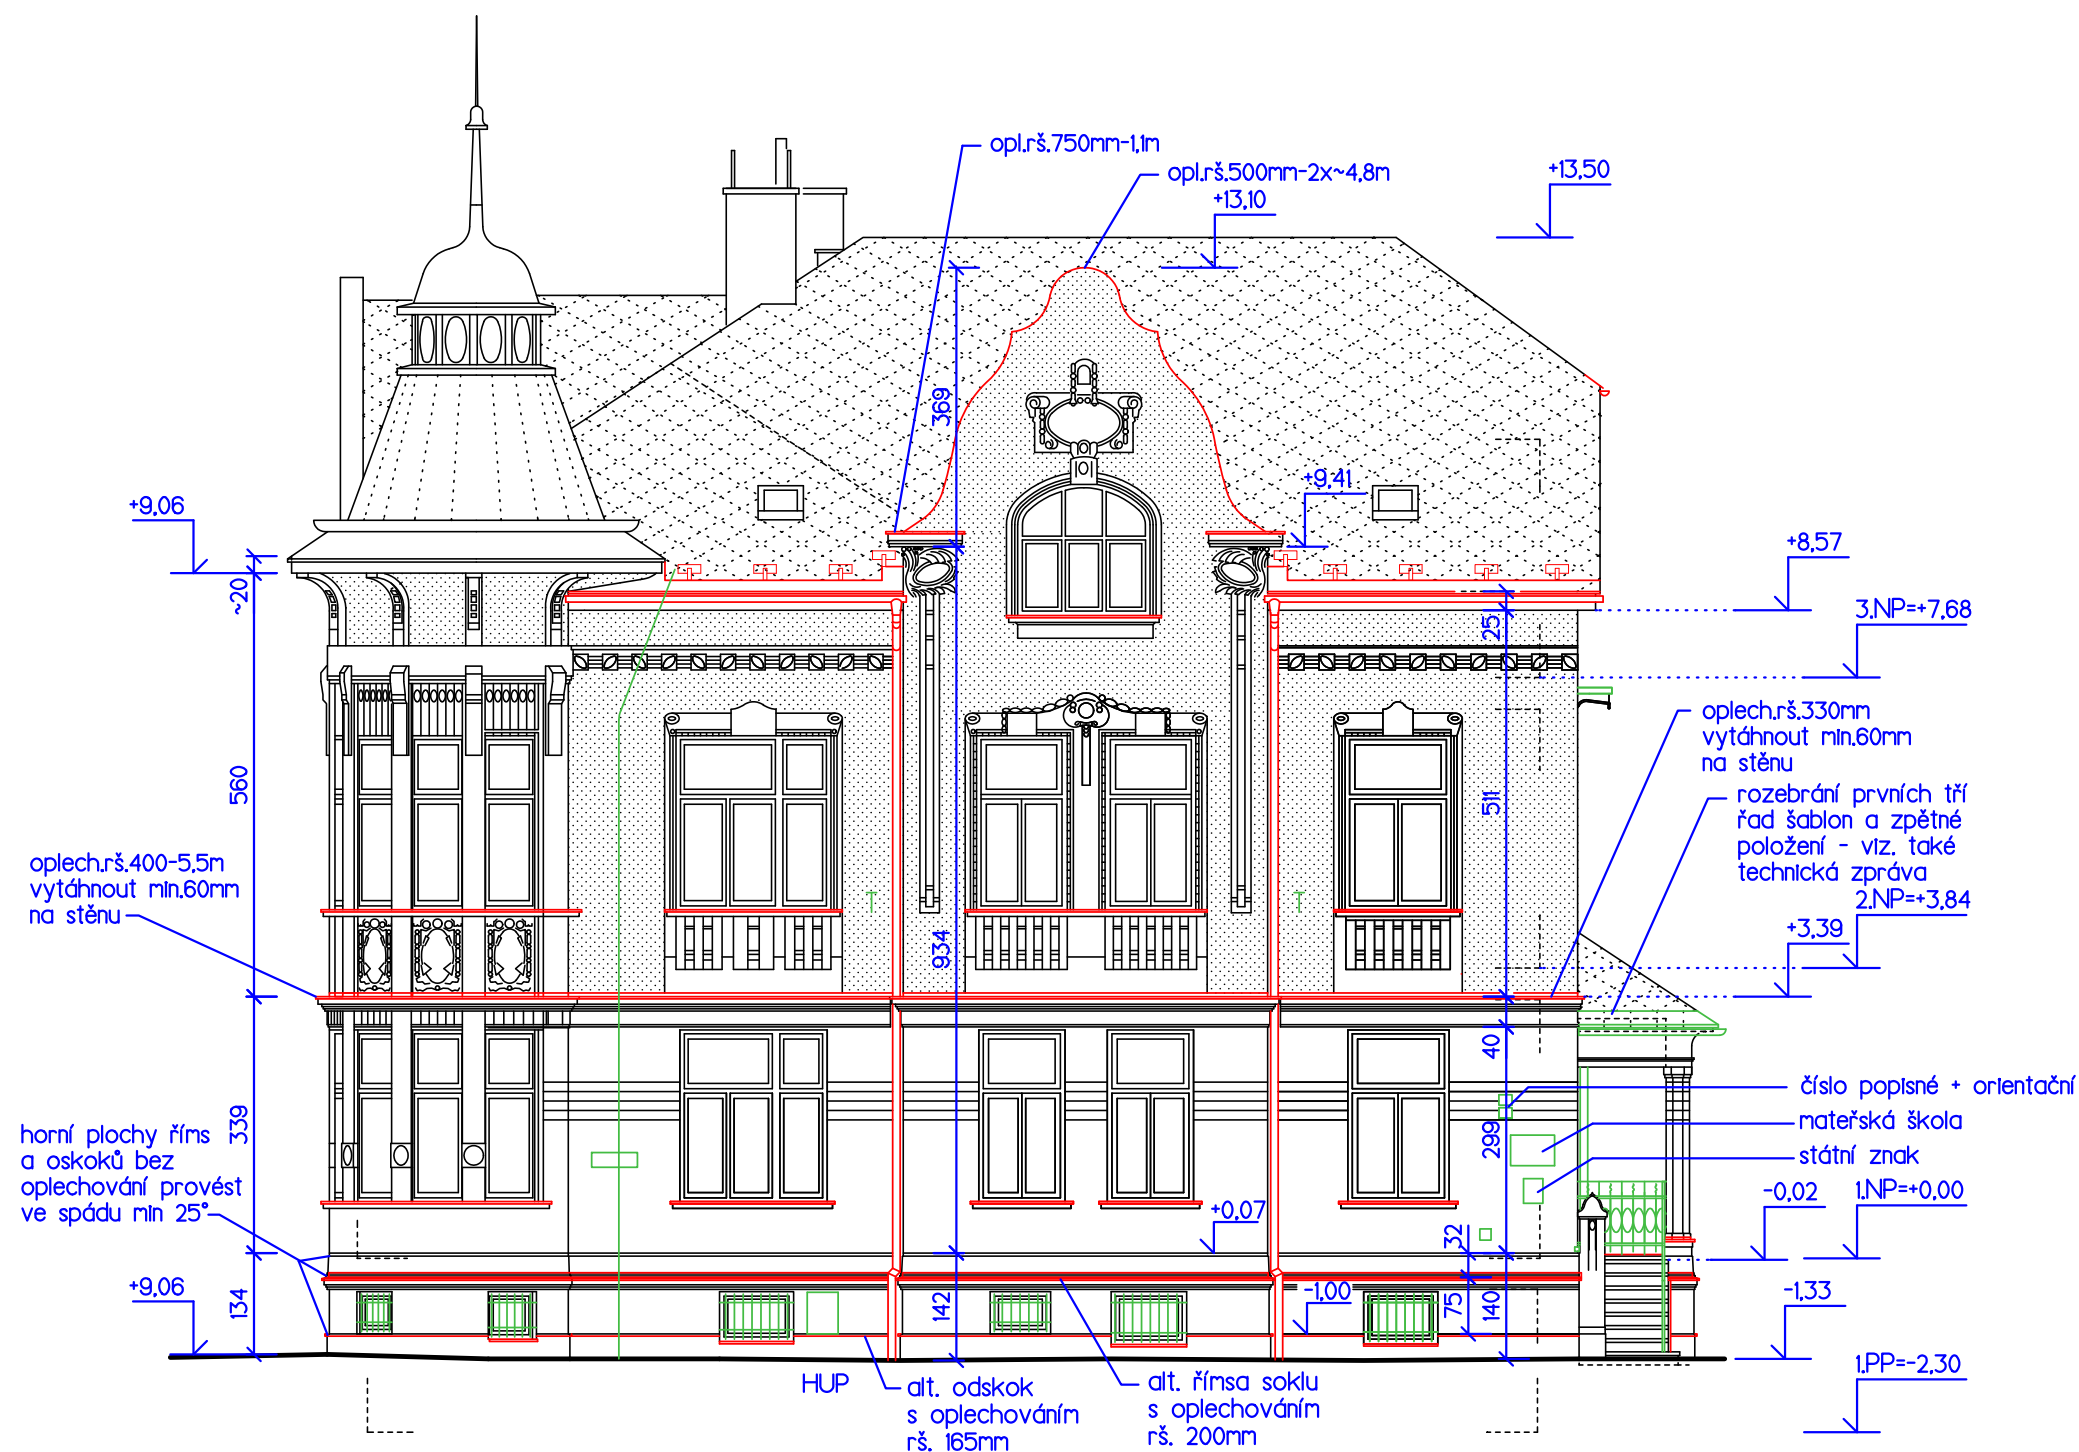 opl.rš.750mm-1,1m
opl.rš.500mm-2x~4,8m
+13,10
+13,50
369
+9,06
+9,41
+8,57
~20
25
3.NP=+7,68
oplech.rš.330mm
vytáhnout min.60mm
na stěnu
560
511
rozebrání prvních tří
řad šablon a zpětné
položení - viz. také
technická zpráva
oplech.rš.400-5,5m
vytáhnout min.60mm
na stěnu
2.NP=+3,84
+3,39
934
40
číslo popisné + orientační
mateřská škola
státní znak
339
299
horní plochy říms
a oskoků bez
oplechování provést
ve spádu min 25°
-0,02
1.NP=+0,00
+0,07
32
+9,06
134
142
-1,00
75
140
-1,33
1.PP=-2,30
HUP
alt. odskok
s oplechováním
rš. 165mm
alt. římsa soklu
s oplechováním
rš. 200mm